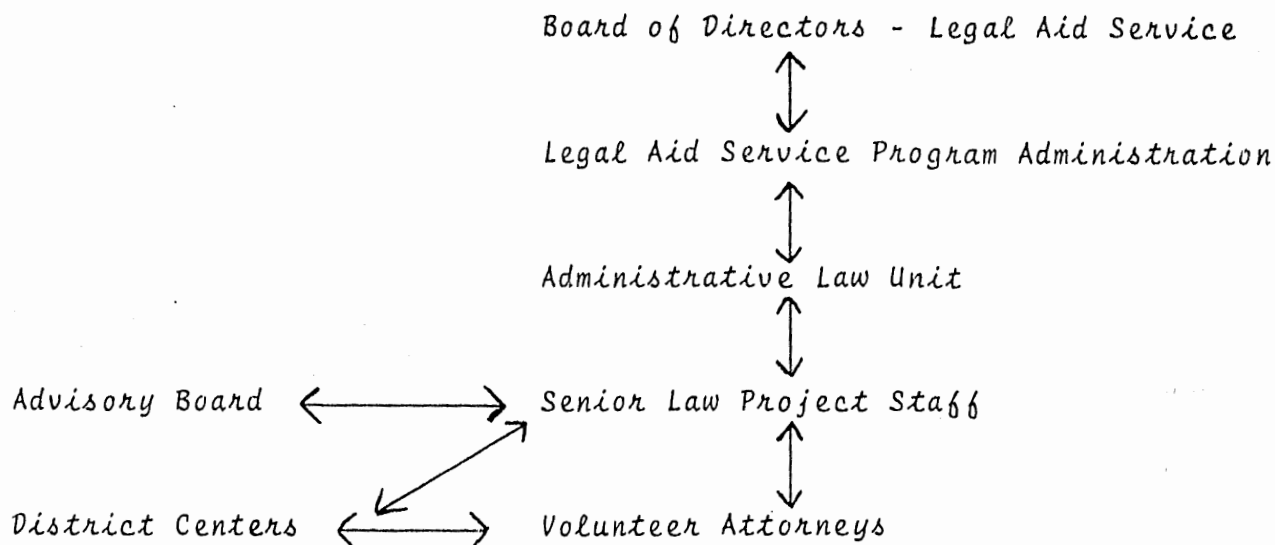 Board of Directors - Legal Aid Service
Legal Aid Service Program Administration
Administrative Law Unit
Advisory Board
Senior Law Project Staff
District Centers
Volunteer Attorneys